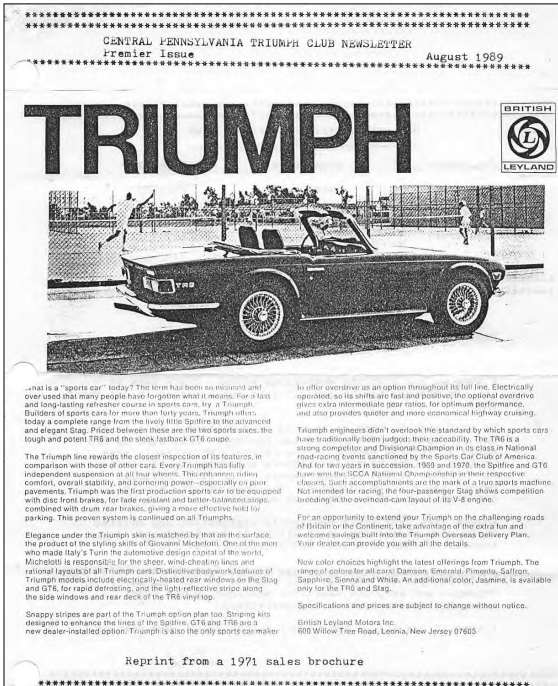 CENTRAL PENNSYLVANIA TRIUMPH CLUB NEWSLETTER
Premier Issue
August 1989
TRIUMPH
BRITISH
L
LEYLAND
TR6
What is a "sports car" today? The term has been so misused and
over used that many people have forgotten what it means. For a fast
and long-lasting refresher course in sports cars, try a Triumph.
Builders of sports cars for more than forty years, Triumph offers
today a complete range from the lively little Spitfire to the advanced
and elegant Stag. Priced between these are the two sports sixes, the
tough and potent TR6 and the sleek fastback GT6 coupe.
The Triumph line rewards the closest inspection of its features, in
comparison with those of other cars. Every Triumph has fully
independent suspension at all four wheels. This enhances riding
comfort, overall stability, and cornering power--especially on poor
pavements. Triumph was the first production sports car to be equipped
with disc front brakes, for fade resistant and better-balanced stops,
combined with drum rear brakes, giving a more effective hold for
parking. This proven system is continued on all Triumphs.
Elegance under the Triumph skin is matched by that on the surface,
the product of the styling skills of Giovanni Michelotti. One of the men
who made Italy's Turin the automotive design capital of the world,
Michelotti is responsible for the sheer, wind-cheating lines and
rational layouts of all Triumph cars. Distinctive bodywork features of
Triumph models include electrically-heated rear windows on the Stag
and GT6, for rapid defrosting, and the light-reflective stripe along
the side windows and rear deck of the TR6 vinyl top.
Snappy stripes are part of the Triumph option plan too. Striping kits
designed to enhance the lines of the Spitfire, GT6 and TR6 are a
new dealer-installed option. Triumph is also the only sports car maker
to offer overdrive as an option throughout its full line. Electrically
operated, so its shifts are fast and positive, the optional overdrive
gives extra intermediate gear ratios, for optimum performance,
and also provides quieter and more economical highway cruising.
Triumph engineers didn't overlook the standard by which sports cars
have traditionally been judged: their raceability. The TR6 is a
strong competitor and Divisional Champion in its class in National
road-racing events sanctioned by the Sports Car Club of America.
And for two years in succession, 1969 and 1970, the Spitfire and GT6
have won the SCCA National Championship in their respective
classes. Such accomplishments are the mark of a true sports machine.
Not intended for racing, the four-passenger Stag shows competition
breeding in the overhead-cam layout of its V-8 engine.
For an opportunity to extend your Triumph on the challenging roads
of Britain or the Continent, take advantage of the extra fun and
welcome savings built into the Triumph Overseas Delivery Plan.
Your dealer can provide you with all the details.
New color choices highlight the latest offerings from Triumph. The
range of colors for all cars: Damson, Emerald, Pimento, Saffron,
Sapphire, Sienna and White. An additional color, Jasmine, is available
only for the TR6 and Stag.
Specifications and prices are subject to change without notice.
British Leyland Motors Inc.
600 Willow Tree Road, Leonia, New Jersey 07605
Reprint from a 1971 sales brochure